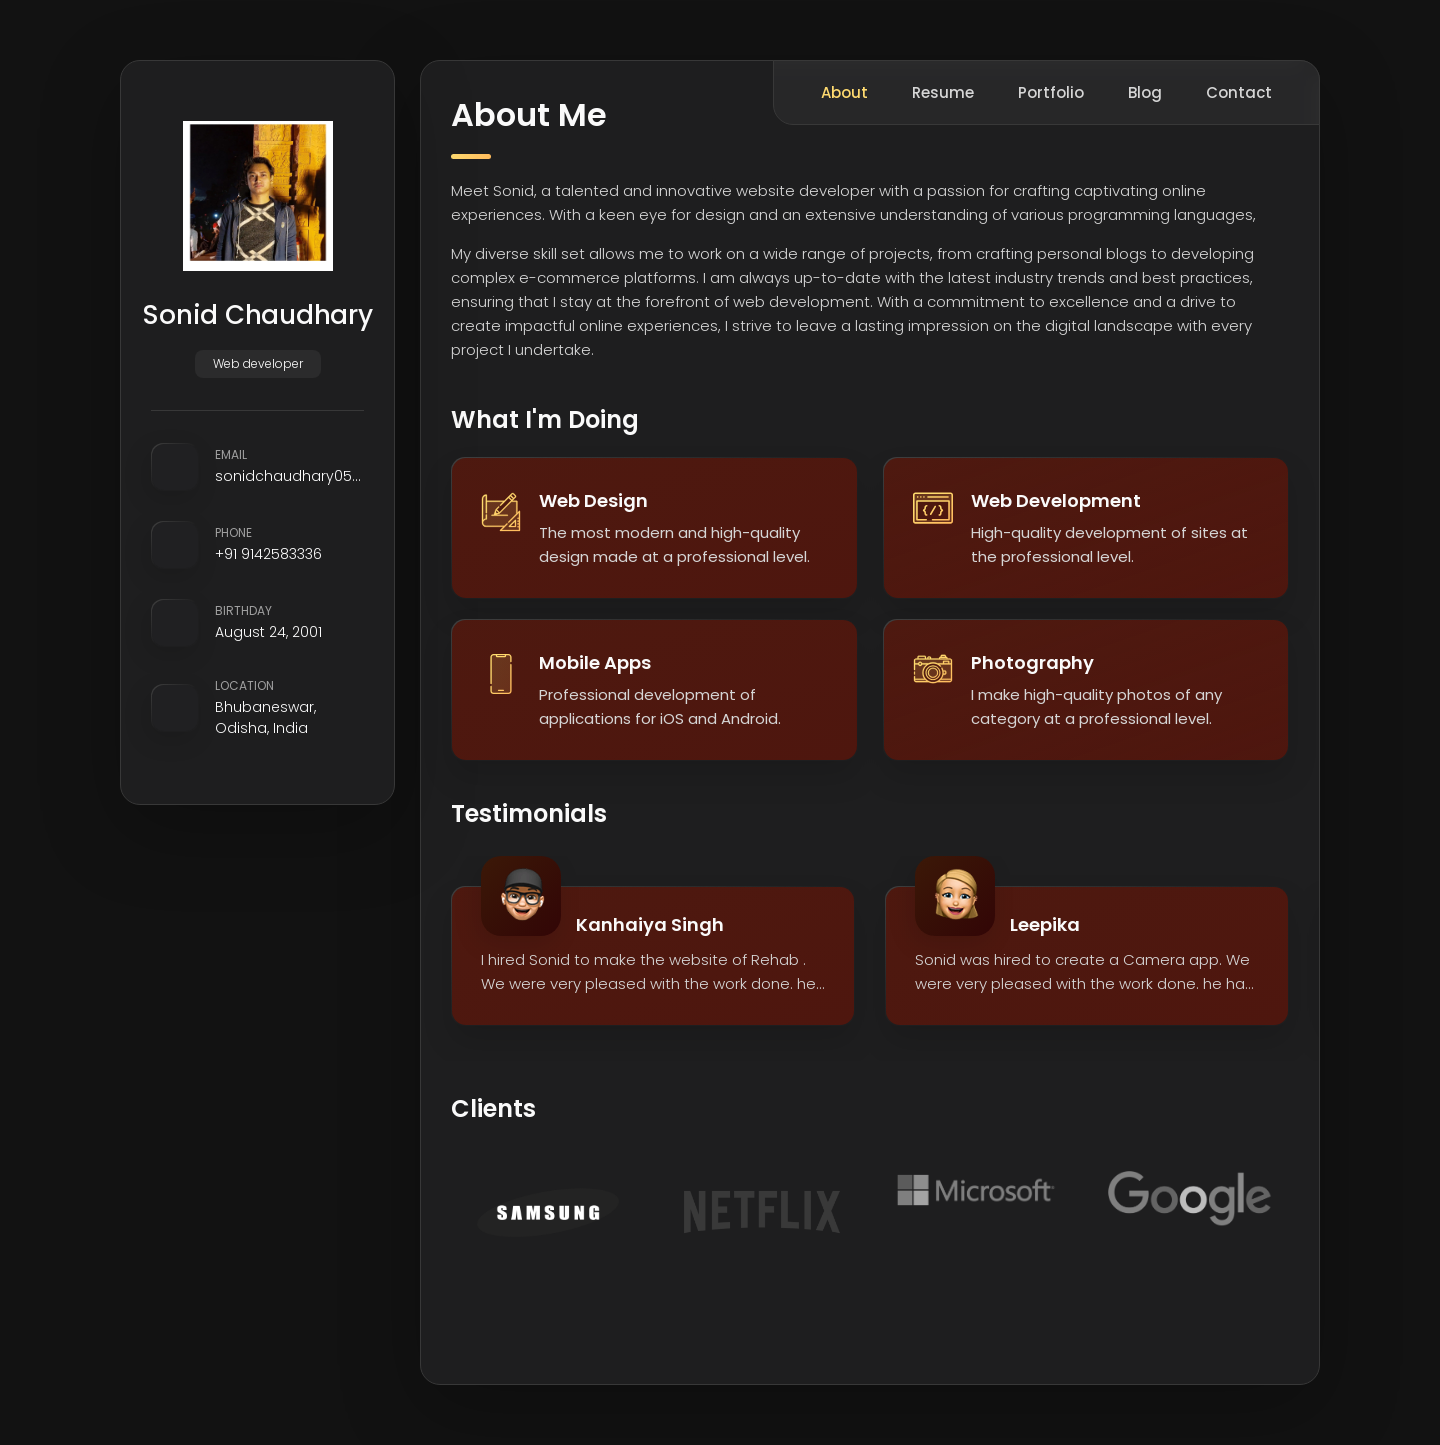 Sonid Chaudhary
Web developer
EMAIL
sonidchaudhary05...
PHONE
+91 9142583336
BIRTHDAY
August 24, 2001
LOCATION
Bhubaneswar,
Odisha, India
About
Resume
Portfolio
Blog
Contact
About Me
Meet Sonid, a talented and innovative website developer with a passion for crafting captivating online
experiences. With a keen eye for design and an extensive understanding of various programming languages,
My diverse skill set allows me to work on a wide range of projects, from crafting personal blogs to developing
complex e-commerce platforms. I am always up-to-date with the latest industry trends and best practices,
ensuring that I stay at the forefront of web development. With a commitment to excellence and a drive to
create impactful online experiences, I strive to leave a lasting impression on the digital landscape with every
project I undertake.
What I'm Doing
Web Design
The most modern and high-quality
design made at a professional level.
Web Development
High-quality development of sites at
the professional level.
Mobile Apps
Professional development of
applications for iOS and Android.
Photography
I make high-quality photos of any
category at a professional level.
Testimonials
Kanhaiya Singh
I hired Sonid to make the website of Rehab .
We were very pleased with the work done. he...
Leepika
Sonid was hired to create a Camera app. We
were very pleased with the work done. he ha...
Clients
SAMSUNG
NETFLIX
Microsoft
Google